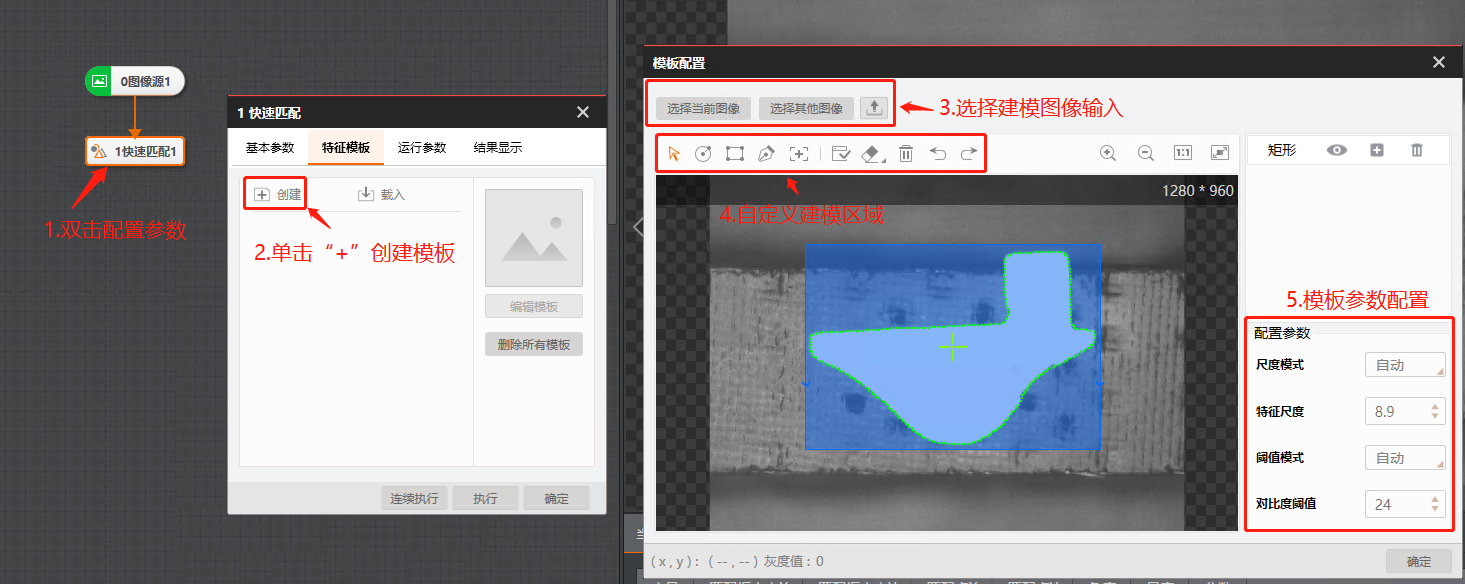 0图像源1
1快速匹配1
1.双击配置参数
1 快速匹配
基本参数
特征模板
运行参数
结果显示
创建
载入
2.单击“+”创建模板
编辑模板
删除所有模板
连续执行
执行
确定
模板配置
选择当前图像
选择其他图像
3.选择建模图像输入
1:1
4.自定义建模区域
1280 * 960
矩形
5.模板参数配置
配置参数
尺度模式
自动
特征尺度
8.9
阈值模式
自动
对比度阈值
24
(x,y): (--,--) 灰度值: 0
确定